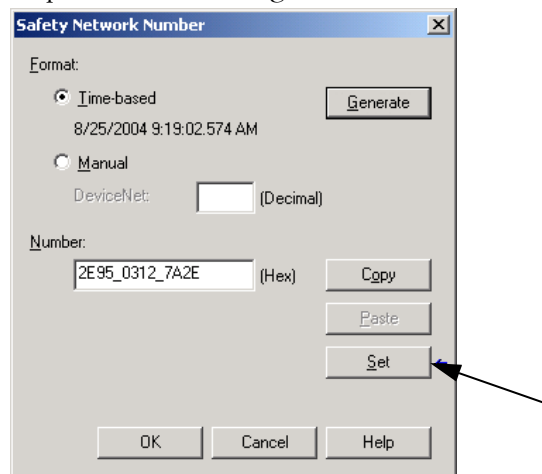 Safety Network Number
Format:
Time-based
Generate
8/25/2004 9:19:02.574 AM
Manual
DeviceNet:
(Decimal)
Number:
2E95_0312_7A2E
(Hex)
Copy
Paste
Set
OK
Cancel
Help